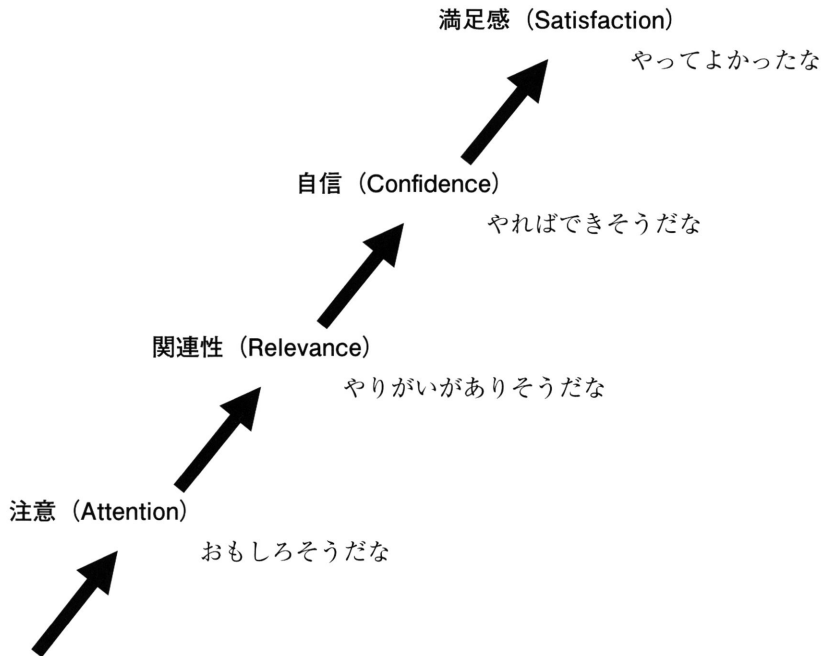 満足感（Satisfaction）
やってよかったな
自信（Confidence）
やればできそうだな
関連性（Relevance）
やりがいがありそうだな
注意（Attention）
おもしろそうだな